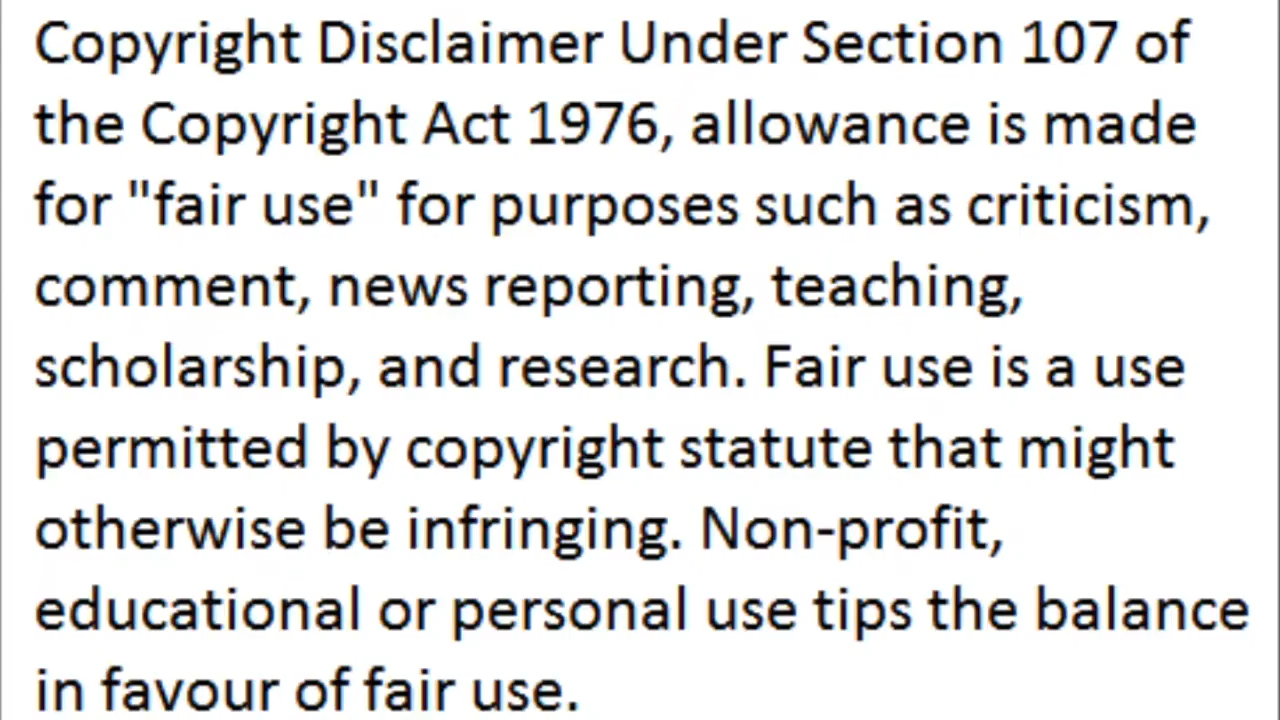 Copyright Disclaimer Under Section 107 of
the Copyright Act 1976, allowance is made
for "fair use" for purposes such as criticism,
comment, news reporting, teaching,
scholarship, and research. Fair use is a use
permitted by copyright statute that might
otherwise be infringing. Non-profit,
educational or personal use tips the balance
in favour of fair use.